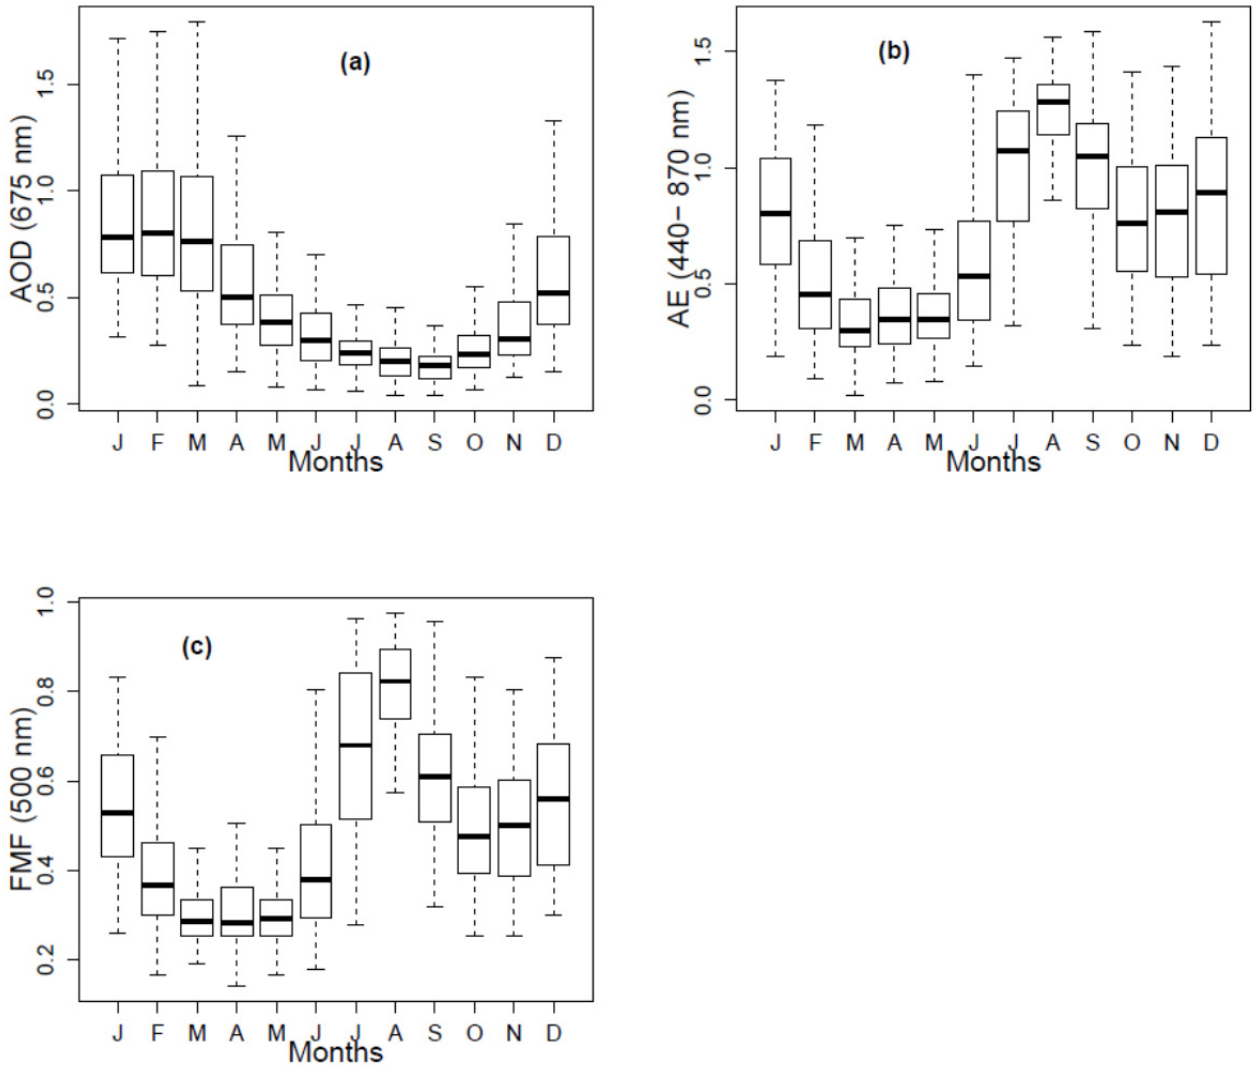 (a)
AOD (675 nm)
1.5
1.0
0.5
0.0
J F M A M J J A S O N D
Months
(b)
AE (440− 870 nm)
1.5
1.0
0.5
0.0
J F M A M J J A S O N D
Months
(c)
FMF (500 nm)
1.0
0.8
0.6
0.4
0.2
J F M A M J J A S O N D
Months